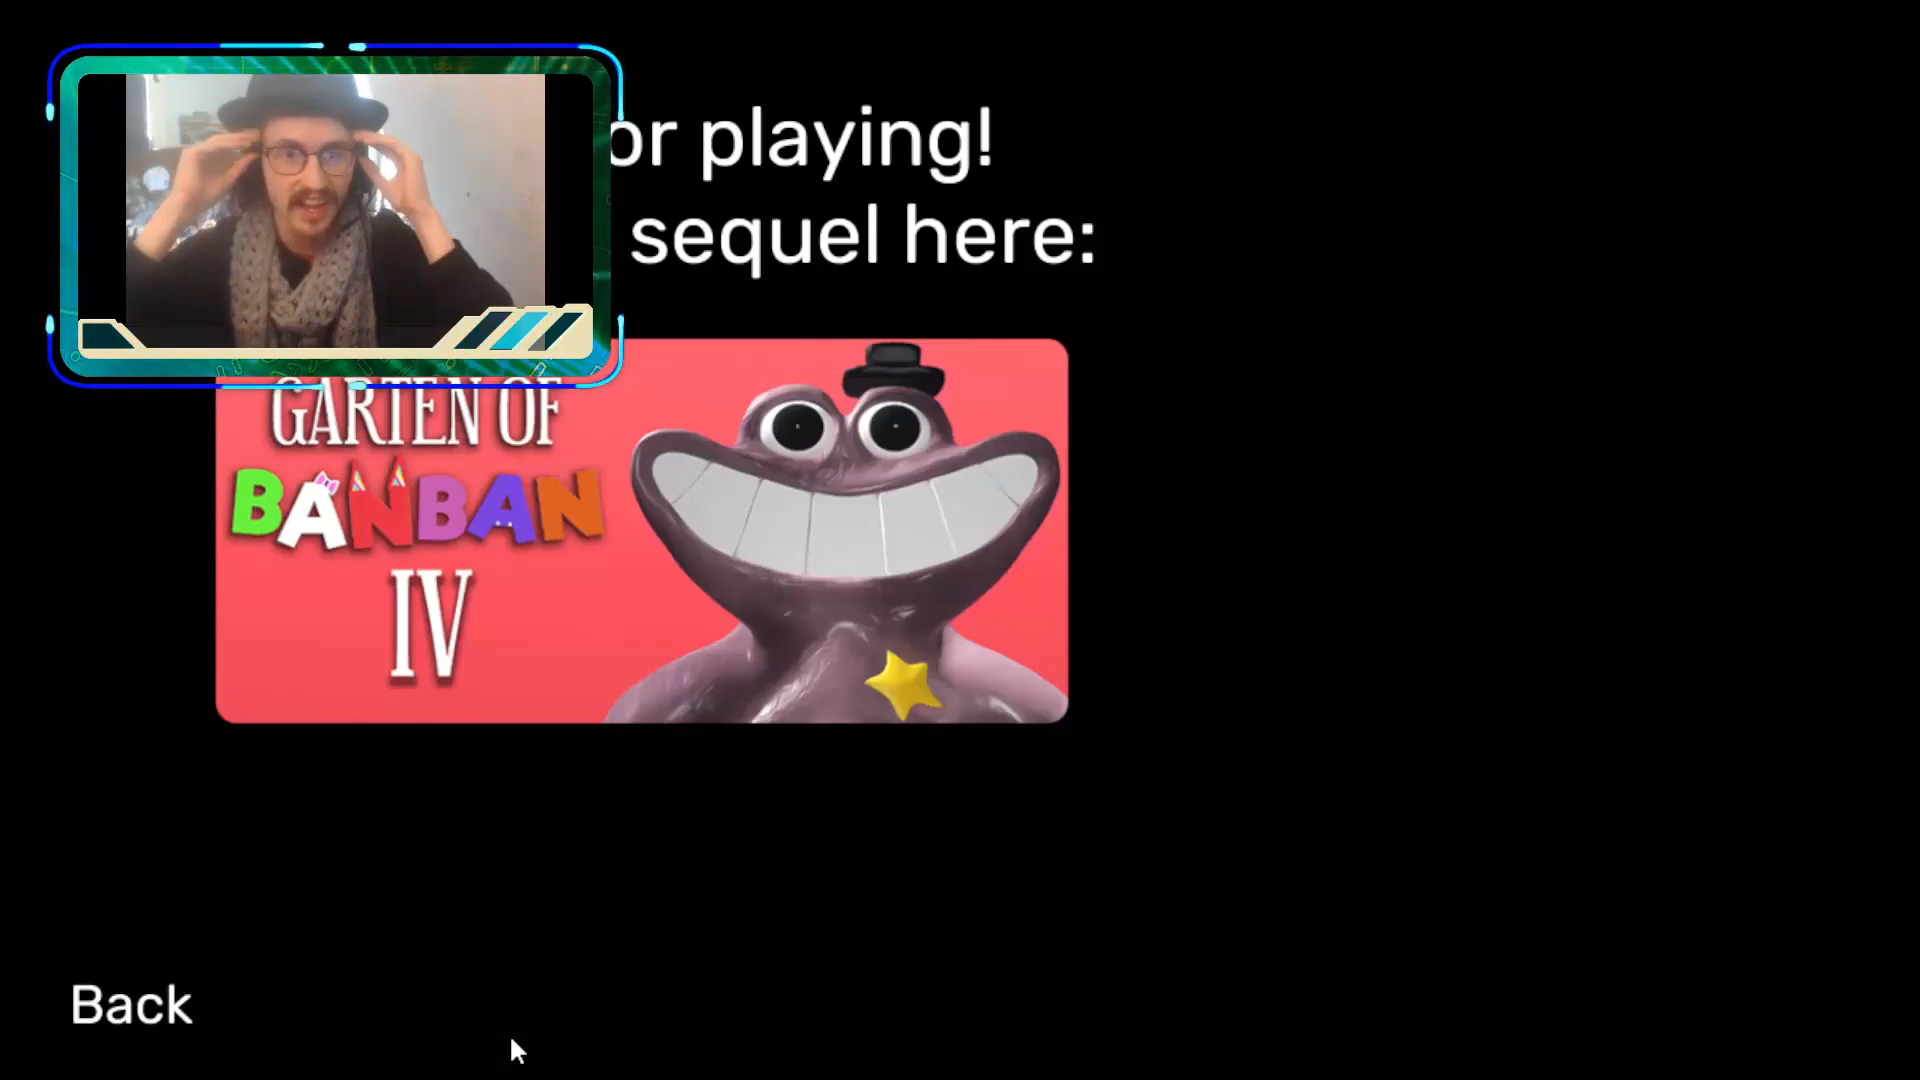 or playing!
sequel here:
GARTEN OF
BANBAN
IV
Back